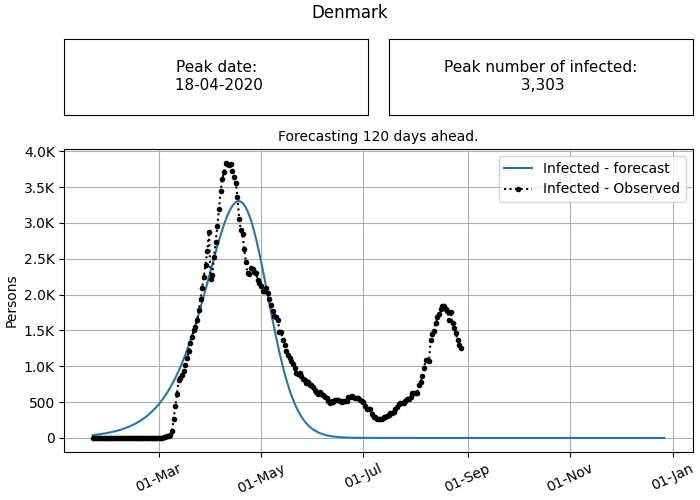 Denmark
Peak date:
18-04-2020
Peak number of infected:
3,303
Forecasting 120 days ahead.
4.0K
3.5K
3.0K
2.5K
2.0K
1.5K
1.0K
500
0
Persons
Infected - forecast
Infected - Observed
01-Mar
01-May
01-Jul
01-Sep
01-Nov
01-Jan